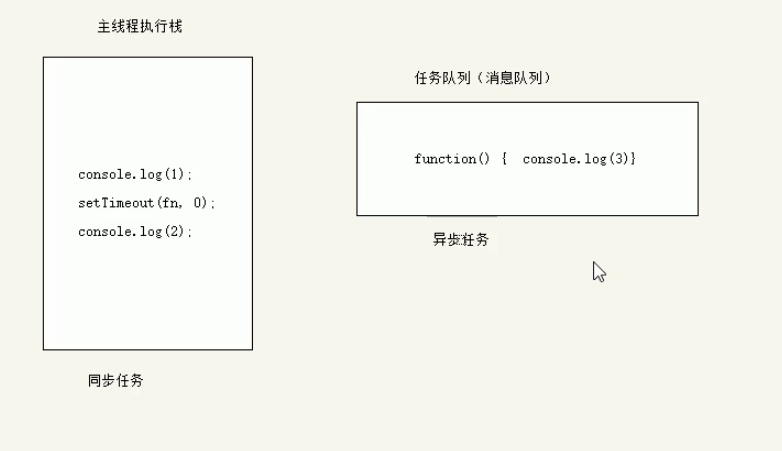 主线程执行栈
console.log(1);
setTimeout(fn, 0);
console.log(2);
同步任务
任务队列（消息队列）
function() {  console.log(3)}
异步任务